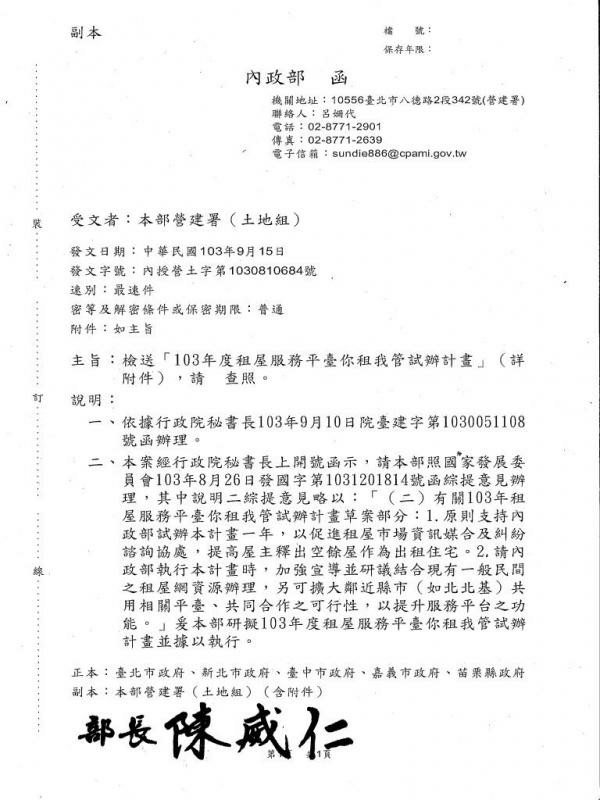 副本
檔　　號：
保存年限：
內政部　函
機關地址：10556臺北市八德路2段342號(營建署)
聯絡人：呂嫺代
電話：02-8771-2901
傳真：02-8771-2639
電子信箱：sundie886@cpami.gov.tw
受文者：本部營建署（土地組）
發文日期：中華民國103年9月15日
發文字號：內授營土字第1030810684號
速別：最速件
密等及解密條件或保密期限：普通
附件：如主旨
主旨：檢送「103年度租屋服務平臺你租我管試辦計畫」（詳
附件），請　查照。
說明：
一、依據行政院秘書長103年9月10日院臺建字第1030051108
號函辦理。
二、本案經行政院秘書長上開號函示，請本部照國家發展委
員會103年8月26日發國字第1031201814號函綜提意見辦
理，其中說明二綜提意見略以：「（二）有關103年租
屋服務平臺你租我管試辦計畫草案部分：1.原則支持內
政部試辦本計畫一年，以促進租屋市場資訊媒合及糾紛
諮詢協處，提高屋主釋出空餘屋作為出租住宅。2.請內
政部執行本計畫時，加強宣導並研議結合現有一般民間
之租屋網資源辦理，另可擴大鄰近縣市（如北北基）共
用相關平臺、共同合作之可行性，以提升服務平台之功
能。」爰本部研擬103年度租屋服務平臺你租我管試辦
計畫並據以執行。
正本：臺北市政府、新北市政府、臺中市政府、嘉義市政府、苗栗縣政府
副本：本部營建署（土地組）（含附件）
部長 陳威仁
第1頁　共1頁
裝
訂
線